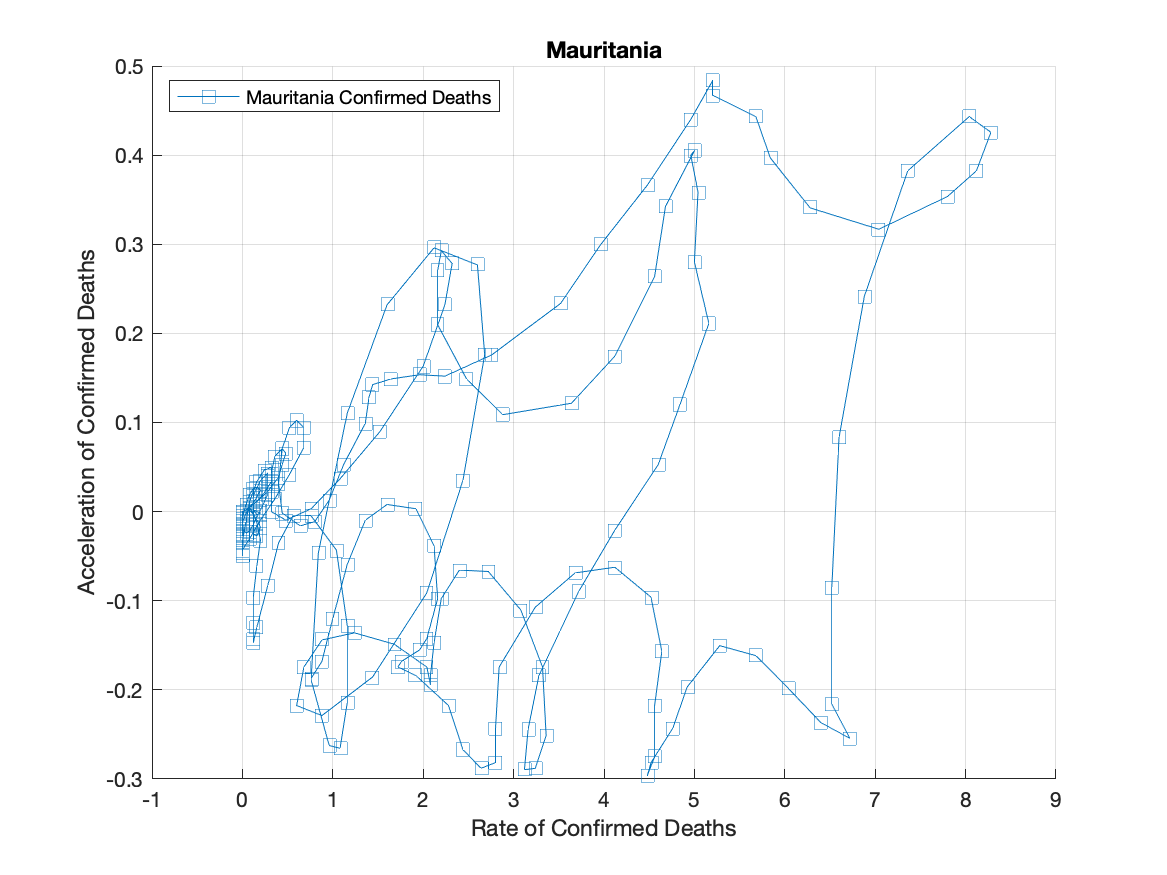 Mauritania
Mauritania Confirmed Deaths
0.5
0.4
0.3
0.2
0.1
0
-0.1
-0.2
-0.3
Acceleration of Confirmed Deaths
-1 0 1 2 3 4 5 6 7 8 9
Rate of Confirmed Deaths